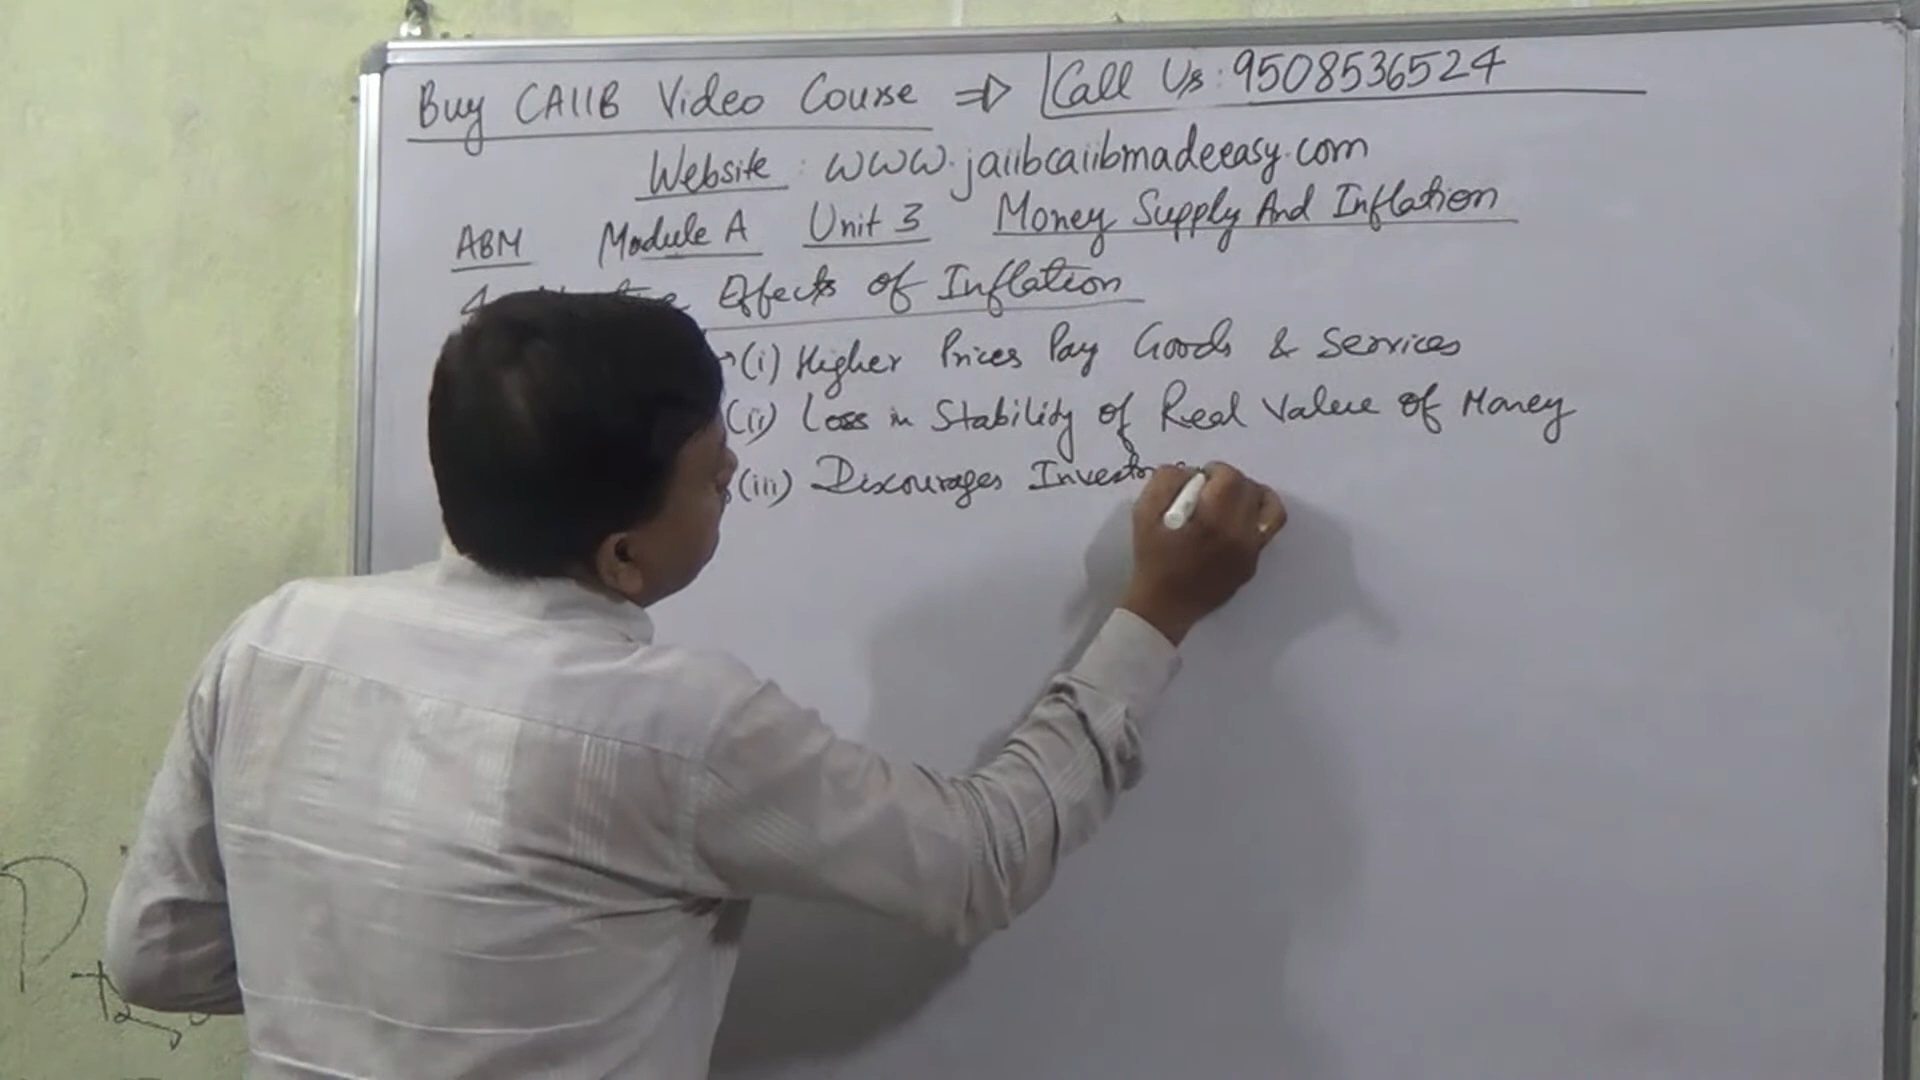 Buy CAIIB Video Course ⇒ Call Us: 9508536524
Website: www.jaiibcaiibmadeeasy.com
ABM Module A Unit 3 Money Supply And Inflation
Effects of Inflation
(i) Higher Prices Pay Goods & Services
(ii) Loss in Stability of Real Value of Money
(iii) Discourages